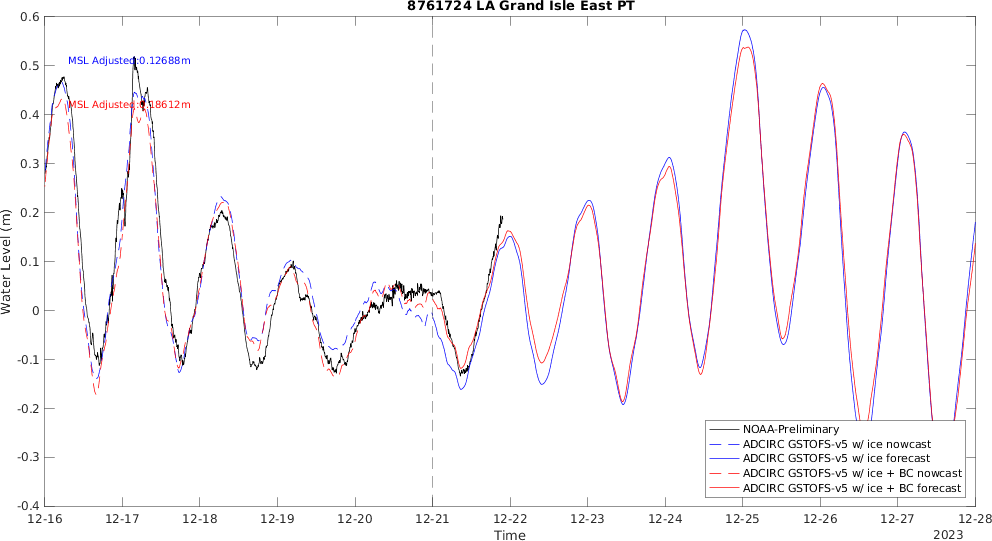 8761724 LA Grand Isle East PT
0.6
0.5
0.4
0.3
0.2
0.1
0
-0.1
-0.2
-0.3
-0.4
Water Level (m)
MSL Adjusted:0.12688m
MSL Adjusted:0.18612m
NOAA-Preliminary
ADCIRC GSTOFS-v5 w/ ice nowcast
ADCIRC GSTOFS-v5 w/ ice forecast
ADCIRC GSTOFS-v5 w/ ice + BC nowcast
ADCIRC GSTOFS-v5 w/ ice + BC forecast
12-16 12-17 12-18 12-19 12-20 12-21 12-22 12-23 12-24 12-25 12-26 12-27 12-28
Time
2023